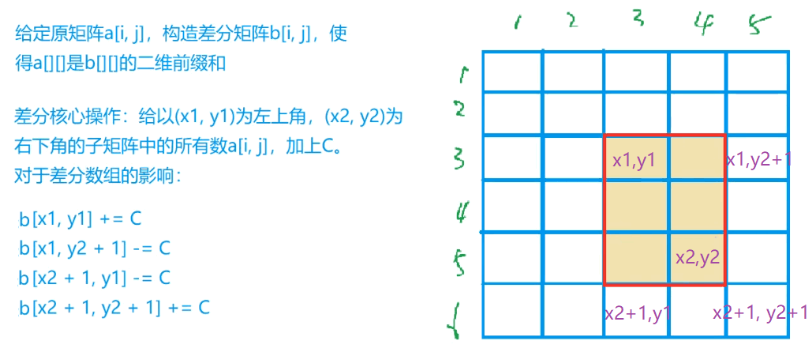 给定原矩阵a[i, j]，构造差分矩阵b[i, j]，使
得a[][]是b[][]的二维前缀和
差分核心操作：给以(x1, y1)为左上角，(x2, y2)为
右下角的子矩阵中的所有数a[i, j]，加上C。
对于差分数组的影响：
b[x1, y1] += C
b[x1, y2 + 1] -= C
b[x2 + 1, y1] -= C
b[x2 + 1, y2 + 1] += C
1 2 3 4 5
1
2
3 x1,y1 x1,y2+1
4
5 x2,y2
x2+1,y1 x2+1, y2+1